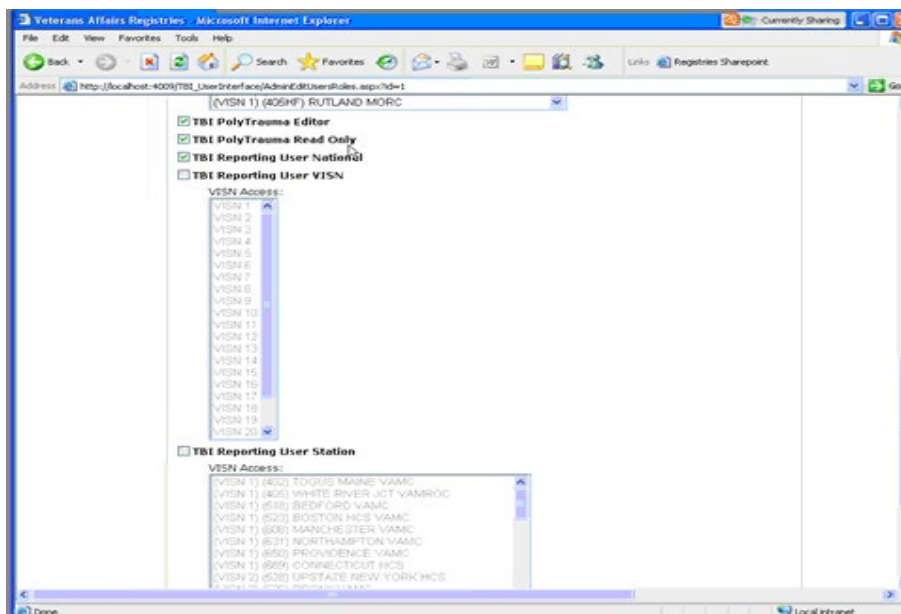 Veterans Affairs Registries - Microsoft Internet Explorer
Currently Sharing
File Edit View Favorites Tools Help
Back Search Favorites Links Registries Sharepoint
Address http://localhost:4009/TBI_UserInterface/AdminEditUsersRoles.aspx?id=1 Go
(VISN 1) (405HF) RUTLAND MORC
TBI PolyTrauma Editor
TBI PolyTrauma Read Only
TBI Reporting User National
TBI Reporting User VISN
VISN Access:
VISN 1
VISN 2
VISN 3
VISN 4
VISN 5
VISN 6
VISN 7
VISN 8
VISN 9
VISN 10
VISN 11
VISN 12
VISN 13
VISN 14
VISN 15
VISN 16
VISN 17
VISN 18
VISN 19
VISN 20
TBI Reporting User Station
VISN Access:
(VISN 1) (402) TOGUS MAINE VAMC
(VISN 1) (405) WHITE RIVER JCT VAMROC
(VISN 1) (518) BEDFORD VAMC
(VISN 1) (523) BOSTON HCS VAMC
(VISN 1) (608) MANCHESTER VAMC
(VISN 1) (631) NORTHAMPTON VAMC
(VISN 1) (650) PROVIDENCE VAMC
(VISN 1) (689) CONNECTICUT HCS
(VISN 2) (528) UPSTATE NEW YORK HCS
Done
Local intranet